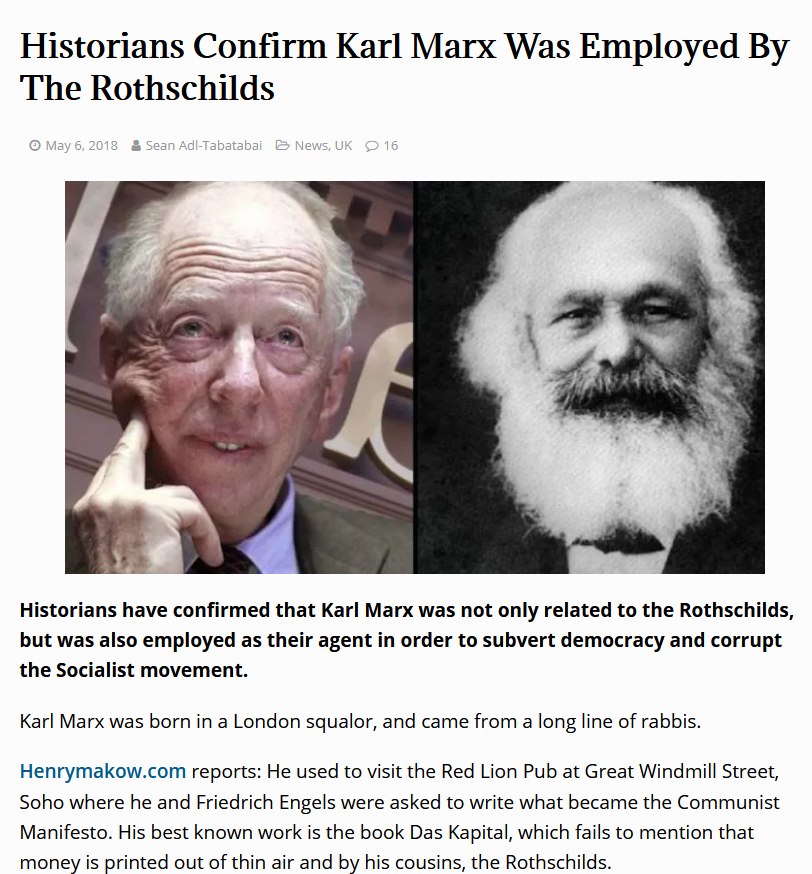 Historians Confirm Karl Marx Was Employed By
The Rothschilds
May 6, 2018 Sean Adl-Tabatabai News, UK 16
Historians have confirmed that Karl Marx was not only related to the Rothschilds,
but was also employed as their agent in order to subvert democracy and corrupt
the Socialist movement.
Karl Marx was born in a London squalor, and came from a long line of rabbis.
Henrymakow.com reports: He used to visit the Red Lion Pub at Great Windmill Street,
Soho where he and Friedrich Engels were asked to write what became the Communist
Manifesto. His best known work is the book Das Kapital, which fails to mention that
money is printed out of thin air and by his cousins, the Rothschilds.